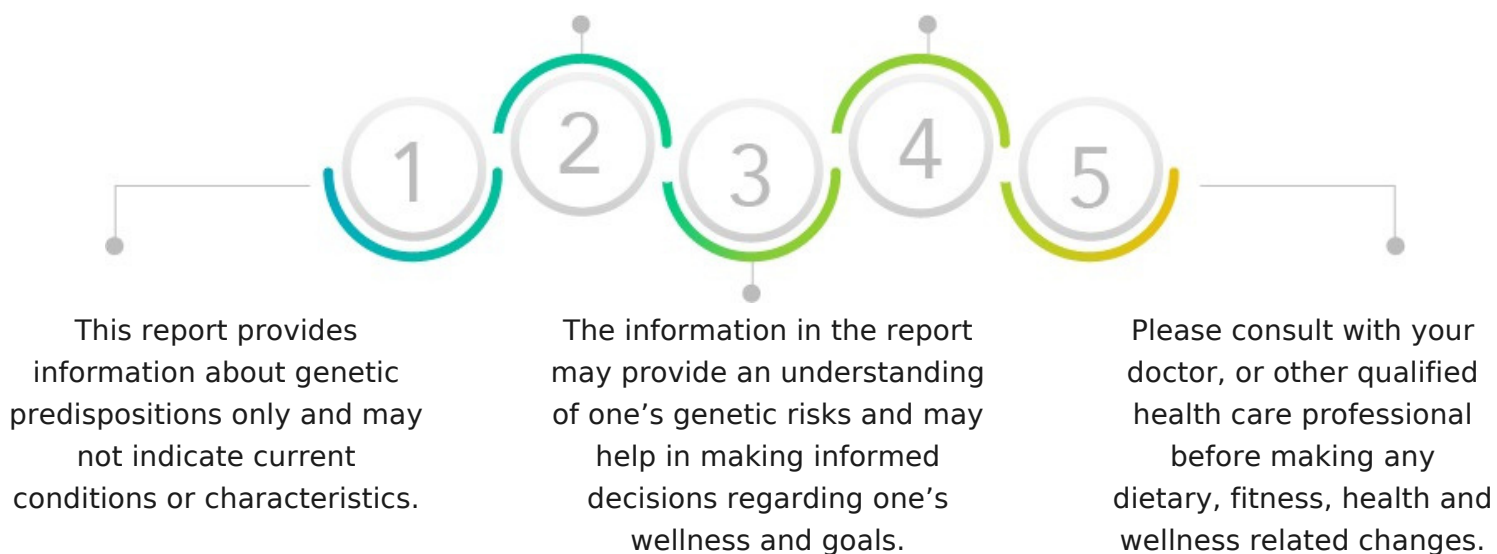 1
2
3
4
5
This report provides
information about genetic
predispositions only and may
not indicate current
conditions or characteristics.
The information in the report
may provide an understanding
of one’s genetic risks and may
help in making informed
decisions regarding one’s
wellness and goals.
Please consult with your
doctor, or other qualified
health care professional
before making any
dietary, fitness, health and
wellness related changes.